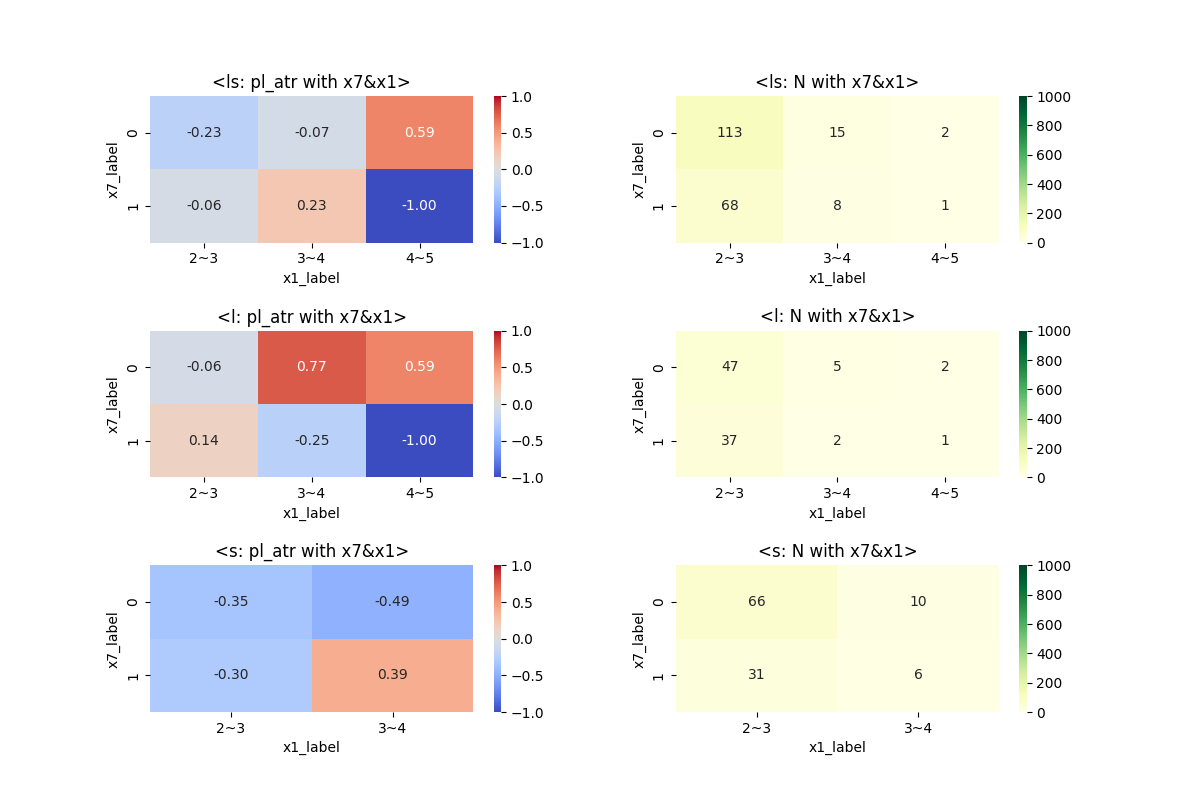 <ls: pl_atr with x7&x1>
x7_label
0
1
-0.23 -0.07 0.59
-0.06 0.23 -1.00
2~3 3~4 4~5
x1_label
1.0
0.5
0.0
−0.5
−1.0
<ls: N with x7&x1>
x7_label
0
1
113 15 2
68 8 1
2~3 3~4 4~5
x1_label
1000
800
600
400
200
0
<l: pl_atr with x7&x1>
x7_label
0
1
-0.06 0.77 0.59
0.14 -0.25 -1.00
2~3 3~4 4~5
x1_label
1.0
0.5
0.0
−0.5
−1.0
<l: N with x7&x1>
x7_label
0
1
47 5 2
37 2 1
2~3 3~4 4~5
x1_label
1000
800
600
400
200
0
<s: pl_atr with x7&x1>
x7_label
0
1
-0.35 -0.49
-0.30 0.39
2~3 3~4
x1_label
1.0
0.5
0.0
−0.5
−1.0
<s: N with x7&x1>
x7_label
0
1
66 10
31 6
2~3 3~4
x1_label
1000
800
600
400
200
0